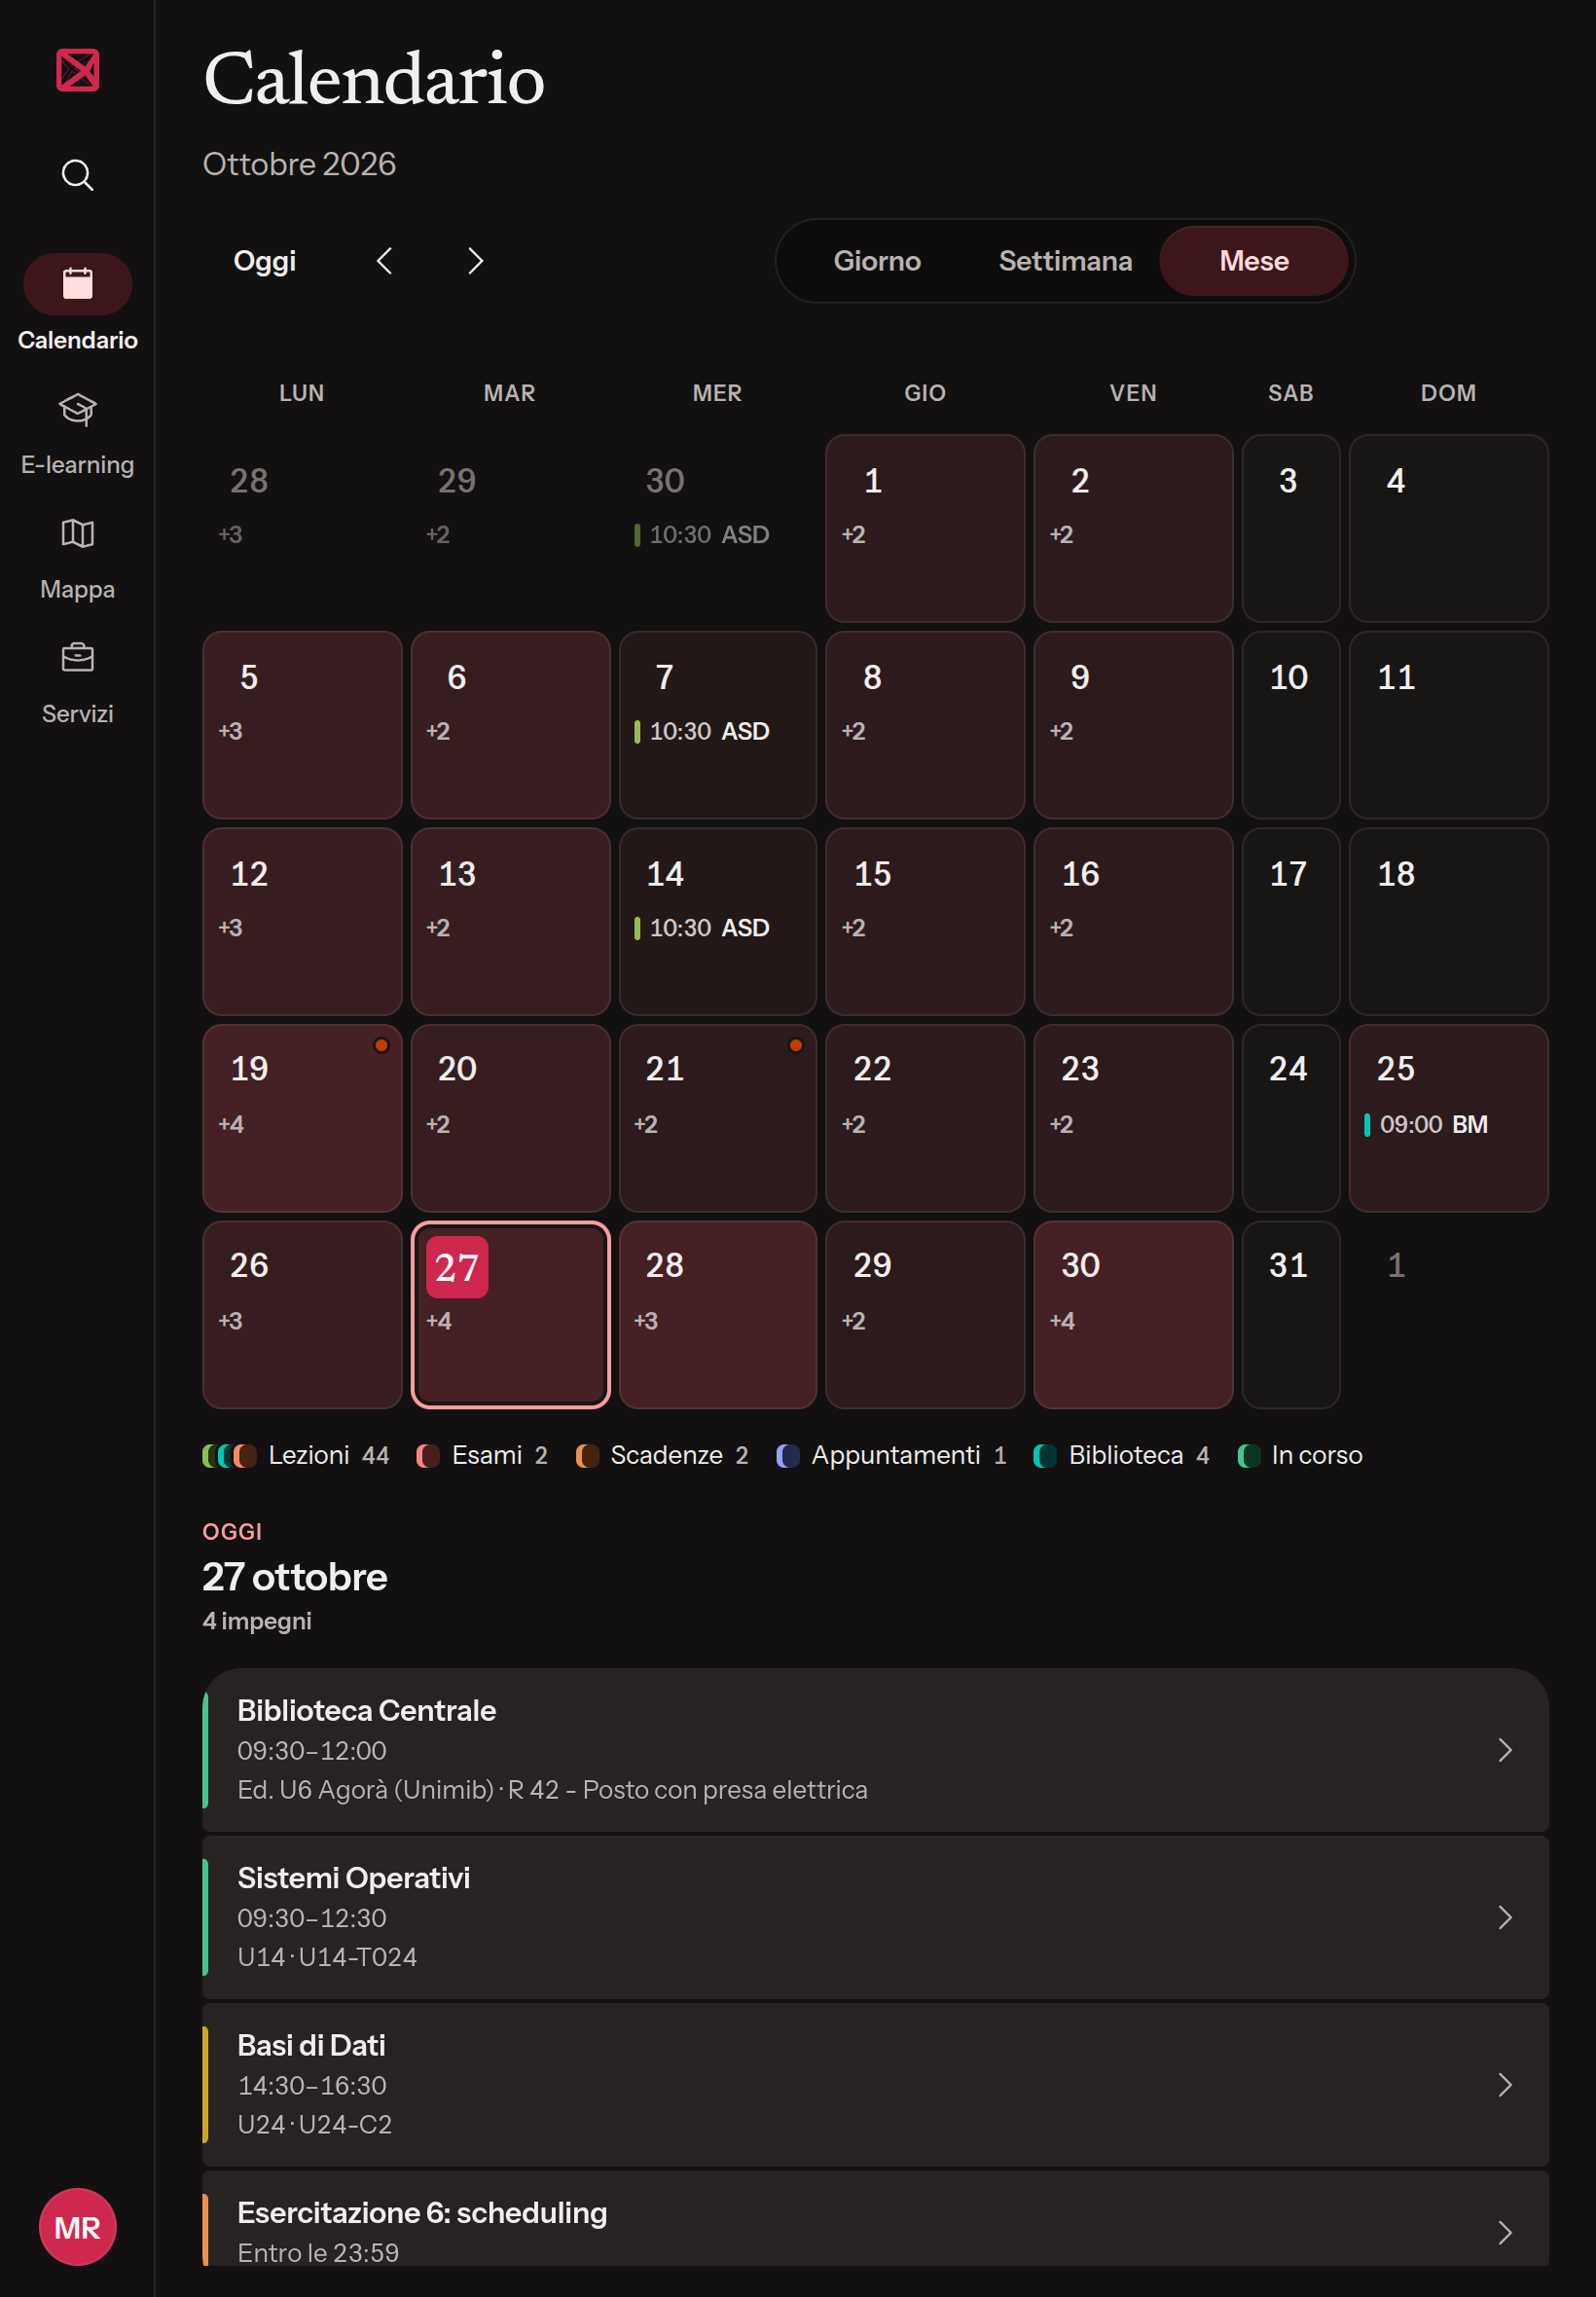 Calendario
Ottobre 2026
Oggi
Giorno Settimana Mese
Calendario
E-learning
Mappa
Servizi
LUN MAR MER GIO VEN SAB DOM
28 29 30 1 2 3 4
+3 +2 10:30 ASD +2 +2
5 6 7 8 9 10 11
+3 +2 10:30 ASD +2 +2
12 13 14 15 16 17 18
+3 +2 10:30 ASD +2 +2
19 20 21 22 23 24 25
+4 +2 +2 +2 +2 09:00 BM
26 27 28 29 30 31 1
+3 +4 +3 +2 +4
Lezioni 44 Esami 2 Scadenze 2 Appuntamenti 1 Biblioteca 4 In corso
OGGI
27 ottobre
4 impegni
Biblioteca Centrale
09:30–12:00
Ed. U6 Agorà (Unimib) · R 42 - Posto con presa elettrica
Sistemi Operativi
09:30–12:30
U14 · U14-T024
Basi di Dati
14:30–16:30
U24 · U24-C2
Esercitazione 6: scheduling
Entro le 23:59
MR